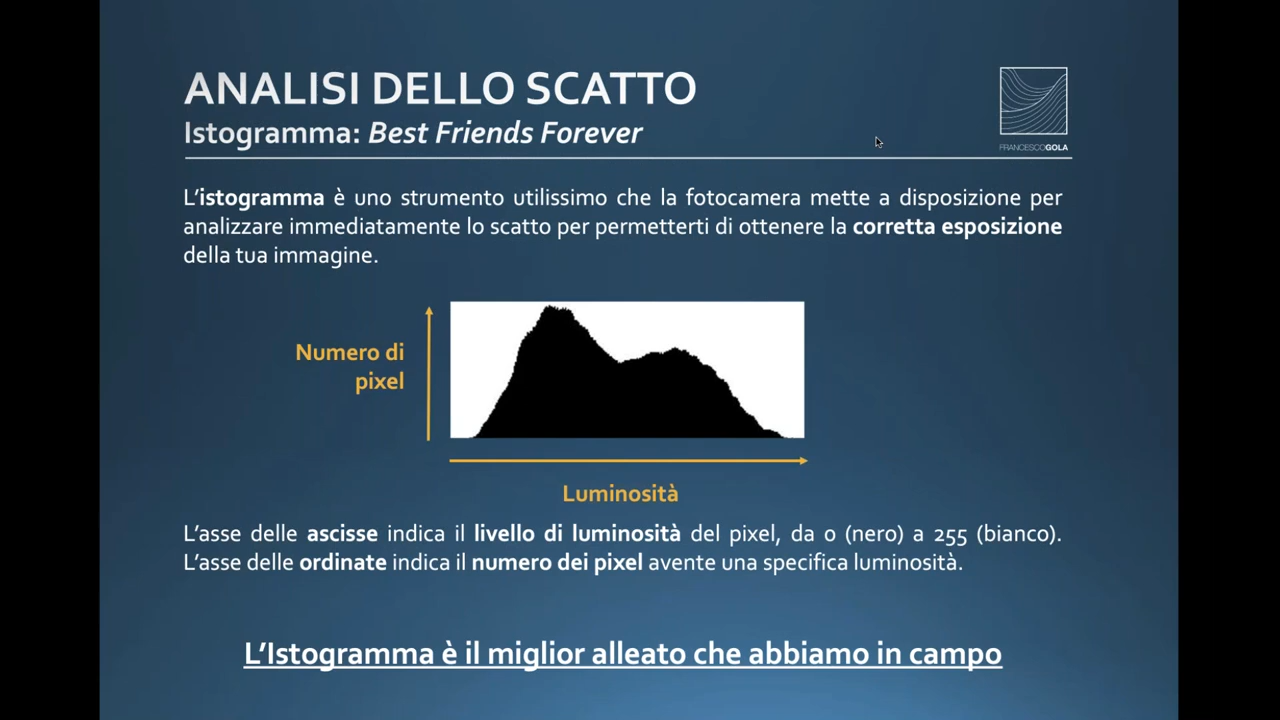 ANALISI DELLO SCATTO
Istogramma: Best Friends Forever
FRANCESCOGOLA
L'istogramma è uno strumento utilissimo che la fotocamera mette a disposizione per
analizzare immediatamente lo scatto per permetterti di ottenere la corretta esposizione
della tua immagine.
Numero di
pixel
Luminosità
L'asse delle ascisse indica il livello di luminosità del pixel, da 0 (nero) a 255 (bianco).
L'asse delle ordinate indica il numero dei pixel avente una specifica luminosità.
L'Istogramma è il miglior alleato che abbiamo in campo